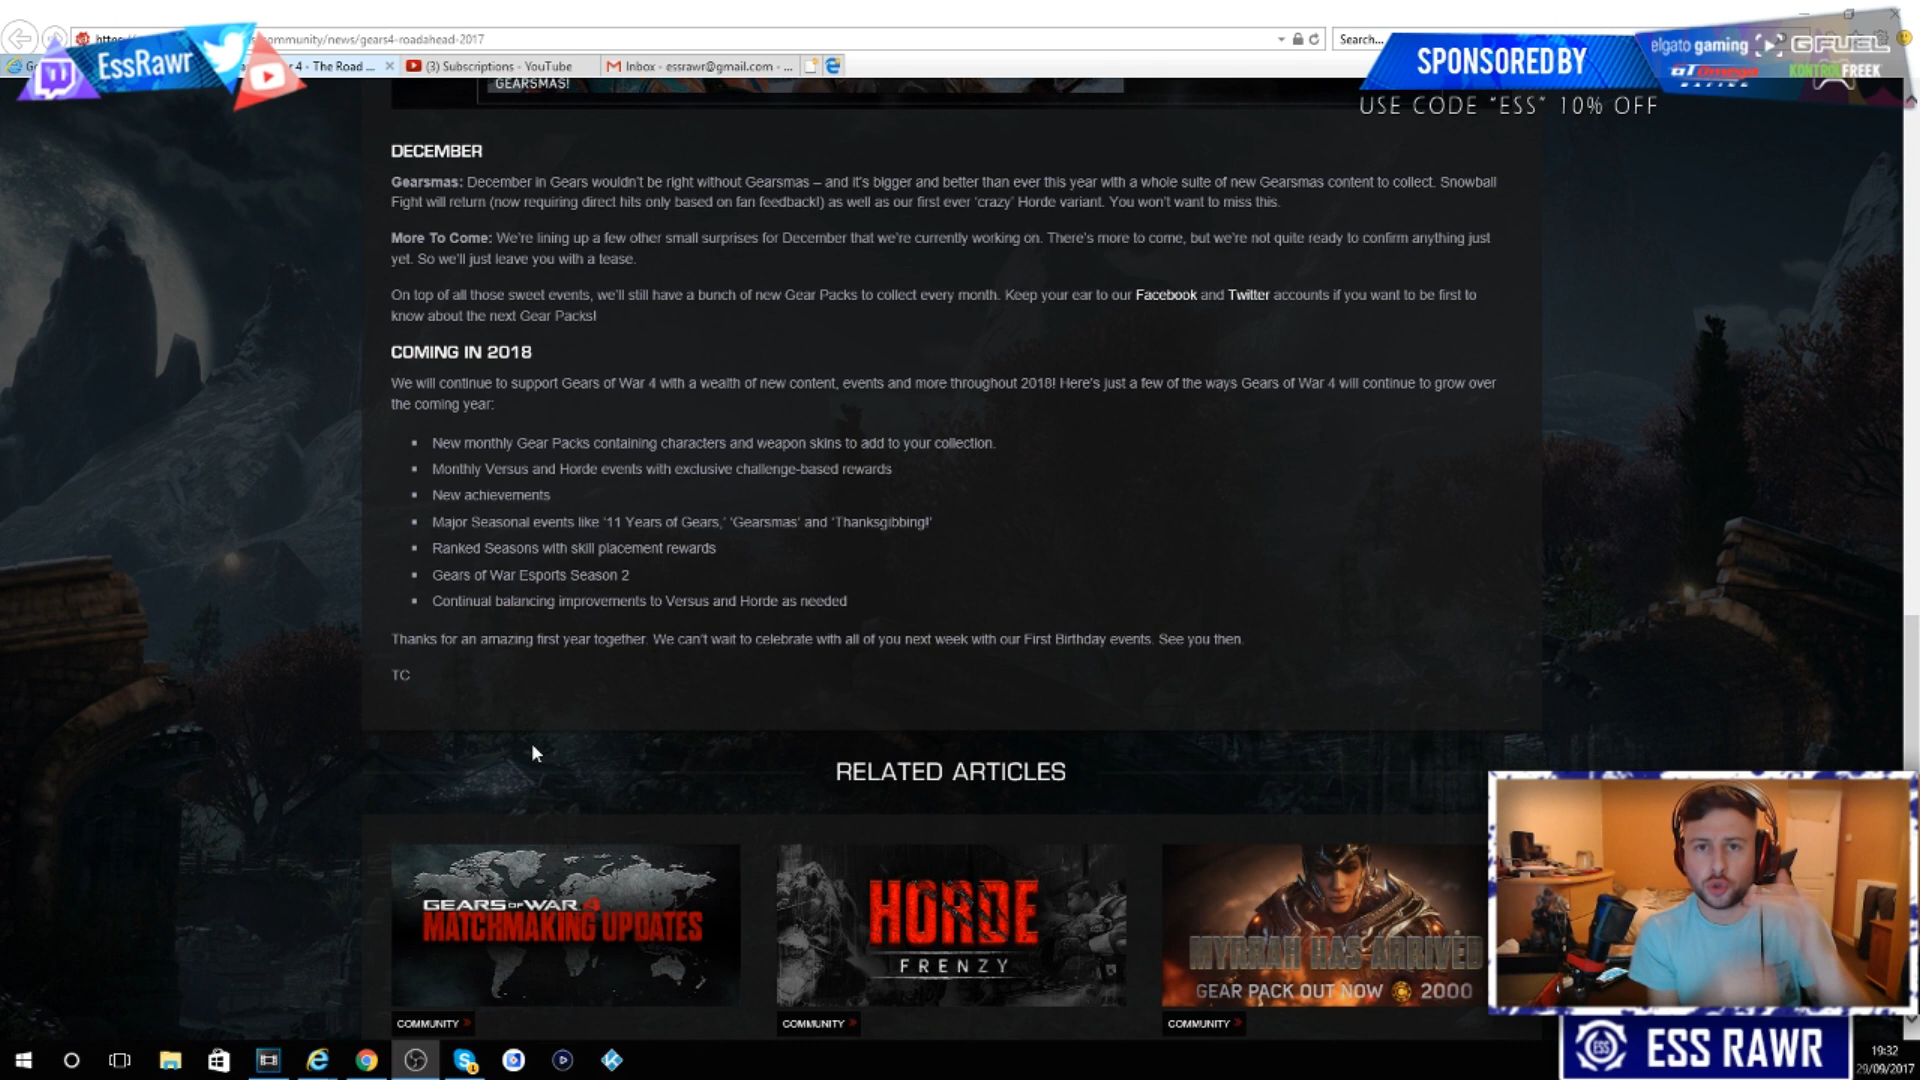 ommunity/news/gears4-roadahead-2017
Search...
EssRawr
4 - The Road ...
(3) Subscriptions - YouTube
Inbox - essrawr@gmail.com - ...
SPONSORED BY
elgato gaming
G FUEL
GT Omega
RACING
KONTROLFREEK
USE CODE “ESS” 10% OFF
GEARSMAS!
DECEMBER
Gearsmas: December in Gears wouldn't be right without Gearsmas – and it's bigger and better than ever this year with a whole suite of new Gearsmas content to collect. Snowball
Fight will return (now requiring direct hits only based on fan feedback!) as well as our first ever 'crazy' Horde variant. You won't want to miss this.
More To Come: We're lining up a few other small surprises for December that we're currently working on. There's more to come, but we're not quite ready to confirm anything just
yet. So we'll just leave you with a tease.
On top of all those sweet events, we'll still have a bunch of new Gear Packs to collect every month. Keep your ear to our Facebook and Twitter accounts if you want to be first to
know about the next Gear Packs!
COMING IN 2018
We will continue to support Gears of War 4 with a wealth of new content, events and more throughout 2018! Here's just a few of the ways Gears of War 4 will continue to grow over
the coming year:
New monthly Gear Packs containing characters and weapon skins to add to your collection.
Monthly Versus and Horde events with exclusive challenge-based rewards
New achievements
Major Seasonal events like '11 Years of Gears,' 'Gearsmas' and 'Thanksgibbing!'
Ranked Seasons with skill placement rewards
Gears of War Esports Season 2
Continual balancing improvements to Versus and Horde as needed
Thanks for an amazing first year together. We can't wait to celebrate with all of you next week with our First Birthday events. See you then.
TC
RELATED ARTICLES
GEARS OF WAR 4
MATCHMAKING UPDATES
HORDE
FRENZY
MYRRAH HAS ARRIVED
GEAR PACK OUT NOW 2000
COMMUNITY
COMMUNITY
COMMUNITY
ESS
ESS RAWR
19:32
29/09/2017